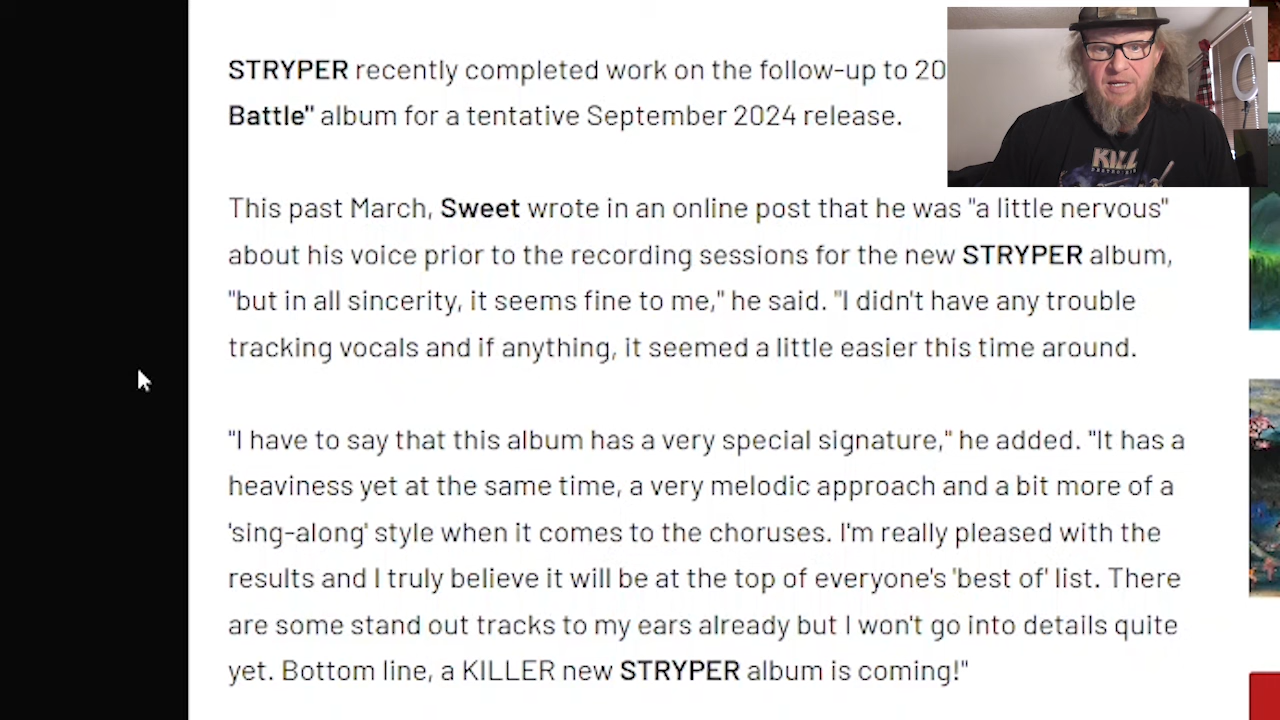 STRYPER recently completed work on the follow-up to 20
Battle" album for a tentative September 2024 release.
This past March, Sweet wrote in an online post that he was "a little nervous"
about his voice prior to the recording sessions for the new STRYPER album,
"but in all sincerity, it seems fine to me," he said. "I didn't have any trouble
tracking vocals and if anything, it seemed a little easier this time around.
"I have to say that this album has a very special signature," he added. "It has a
heaviness yet at the same time, a very melodic approach and a bit more of a
'sing-along' style when it comes to the choruses. I'm really pleased with the
results and I truly believe it will be at the top of everyone's 'best of' list. There
are some stand out tracks to my ears already but I won't go into details quite
yet. Bottom line, a KILLER new STRYPER album is coming!"
KILL